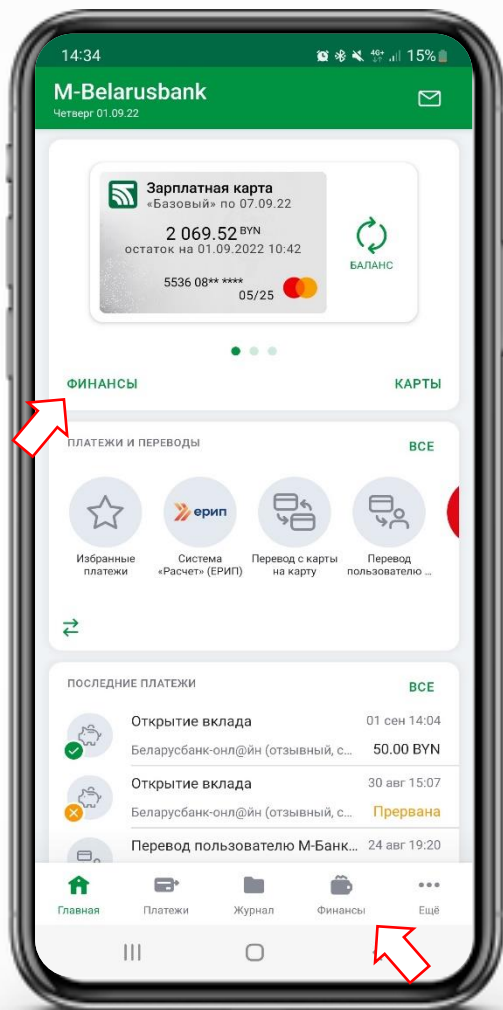 14:34
4G+
15%
M-Belarusbank
Четверг 01.09.22
Зарплатная карта
«Базовый» по 07.09.22
2 069.52 BYN
остаток на 01.09.2022 10:42
5536 08** ****
05/25
БАЛАНС
ФИНАНСЫ
КАРТЫ
ПЛАТЕЖИ И ПЕРЕВОДЫ
ВСЕ
ерип
Избранные
платежи
Система
«Расчет» (ЕРИП)
Перевод с карты
на карту
Перевод
пользователю ...
ПОСЛЕДНИЕ ПЛАТЕЖИ
ВСЕ
Открытие вклада
01 сен 14:04
Беларусбанк-онл@йн (отзывный, с...
50.00 BYN
Открытие вклада
30 авг 15:07
Беларусбанк-онл@йн (отзывный, с...
Прервана
Перевод пользователю М-Банк...
24 авг 19:20
Главная
Платежи
Журнал
Финансы
Ещё